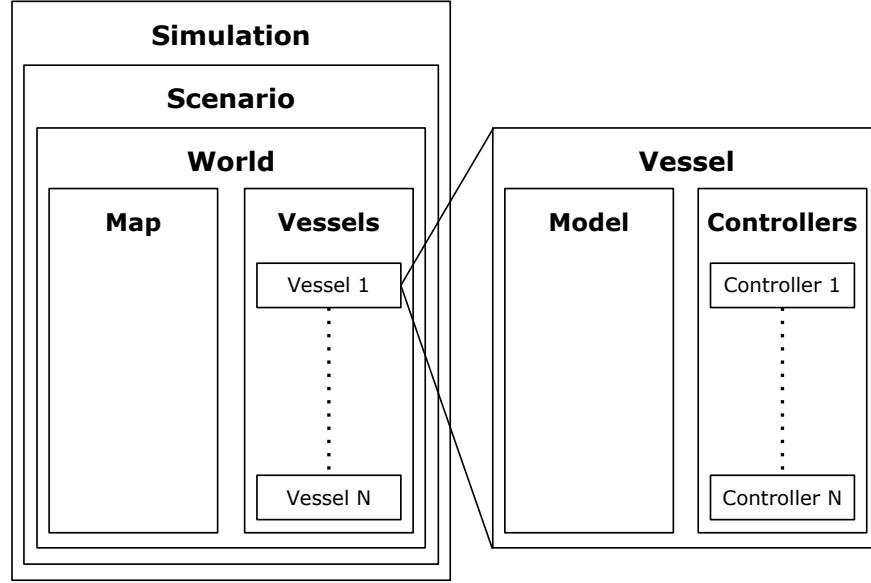 Simulation
Scenario
World
Map
Vessels
Vessel 1
Vessel N
Vessel
Model
Controllers
Controller 1
Controller N